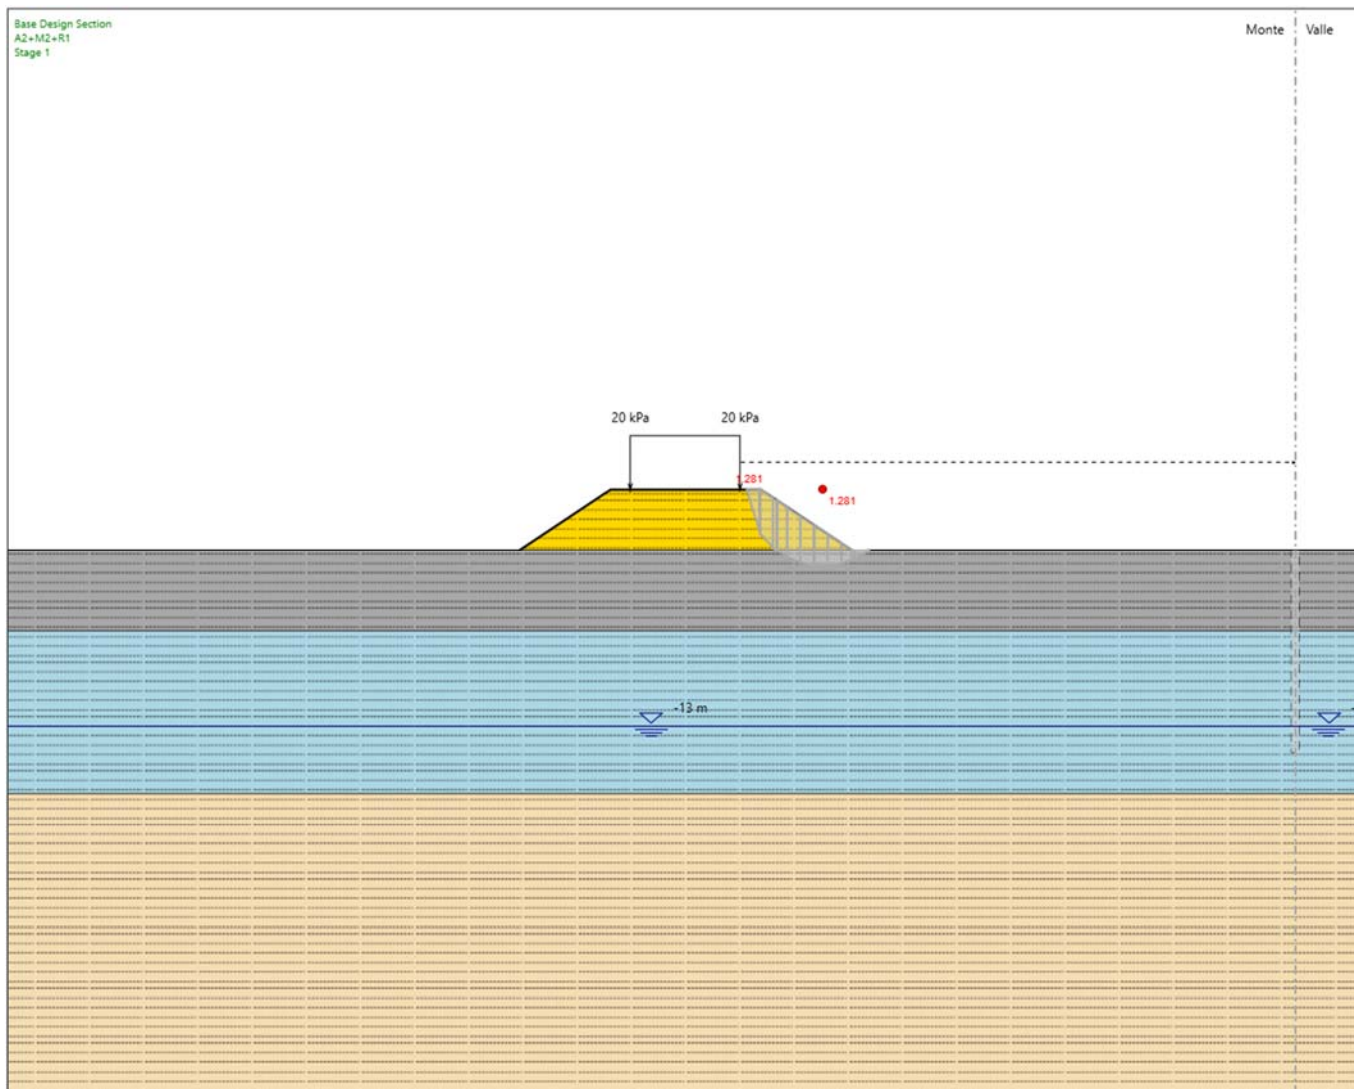 Base Design Section
A2+M2+R1
Stage 1
Monte
Valle
20 kPa
20 kPa
1.281
1.281
-13 m